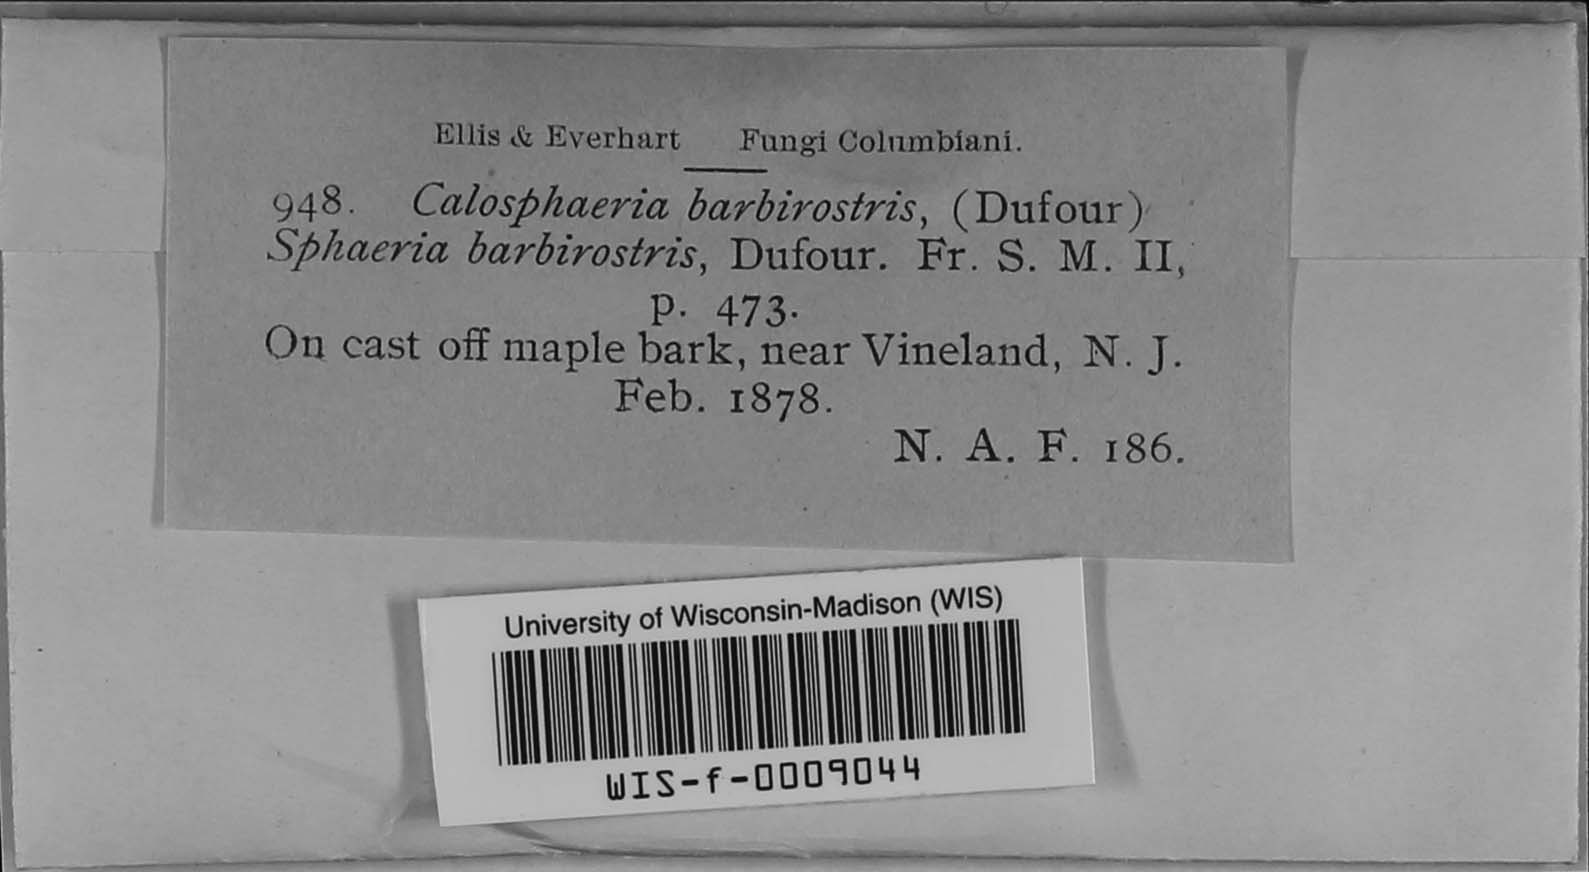 Ellis & Everhart Fungi Columbiani.
948. Calosphaeria barbirostris, (Dufour)
Sphaeria barbirostris, Dufour. Fr. S. M. II,
p. 473.
On cast off maple bark, near Vineland, N. J.
Feb. 1878.
N. A. F. 186.
University of Wisconsin-Madison (WIS)
WIS-f-0009044